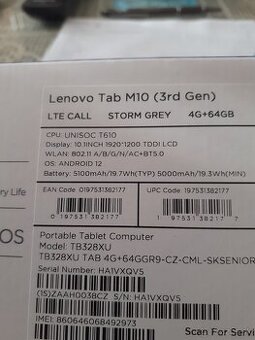 Lenovo Tab M10 (3rd Gen)
LTE CALL STORM GREY 4G+64GB
CPU: UNISOC T610
Display: 10.1INCH 1920*1200 TDDI LCD
WLAN: 802.11 A/B/G/N/AC+BT5.0
OS: ANDROID 12
Battery: 5100mAh/19.7Wh(TYP) 5000mAh/19.3Wh(MIN)
ery Life
EAN Code 0197531382177
UPC Code: 197531382177
0 197531 382177
1 97531 38217 7
OS
Portable Tablet Computer
Model: TB328XU
TB328XU TAB 4G+64GGR9-CZ-CML-SKSENIOR
Serial Number: HA1VXQV5
(1S)ZAAH0038CZ S/N: HA1VXQV5
IMEI: 860646068492973
Scan For Servi